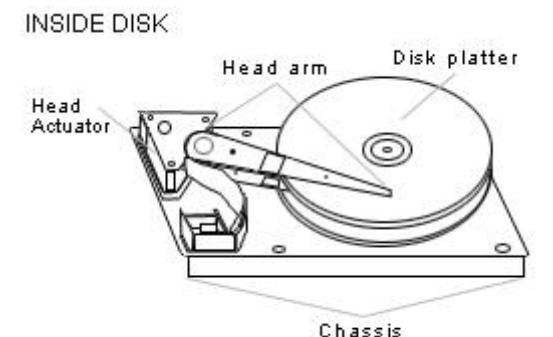 INSIDE DISK
Disk platter
Head arm
Head
Actuator
Chassis